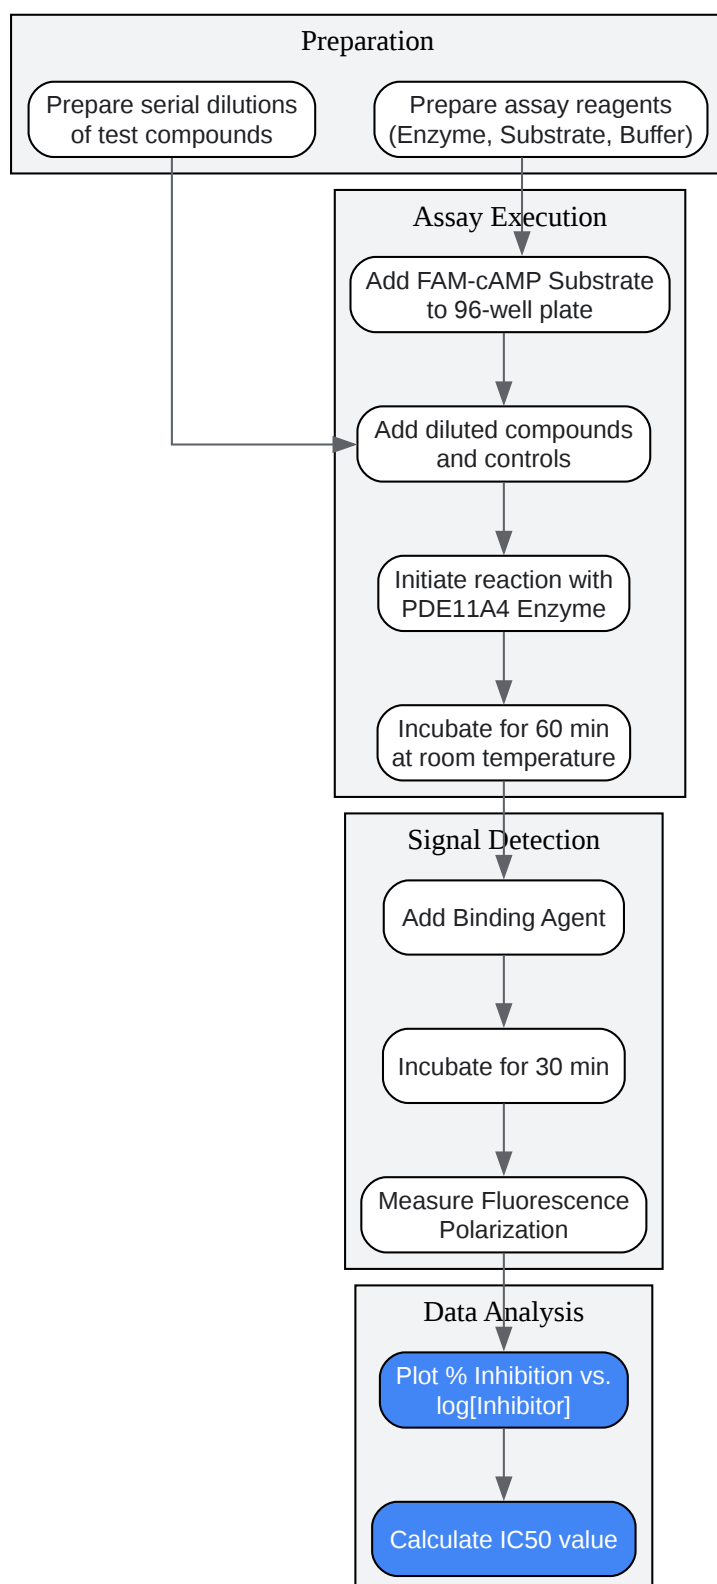 Preparation
Prepare serial dilutions
of test compounds
Prepare assay reagents
(Enzyme, Substrate, Buffer)
Assay Execution
Add FAM-cAMP Substrate
to 96-well plate
Add diluted compounds
and controls
Initiate reaction with
PDE11A4 Enzyme
Incubate for 60 min
at room temperature
Signal Detection
Add Binding Agent
Incubate for 30 min
Measure Fluorescence
Polarization
Data Analysis
Plot % Inhibition vs.
log[Inhibitor]
Calculate IC50 value